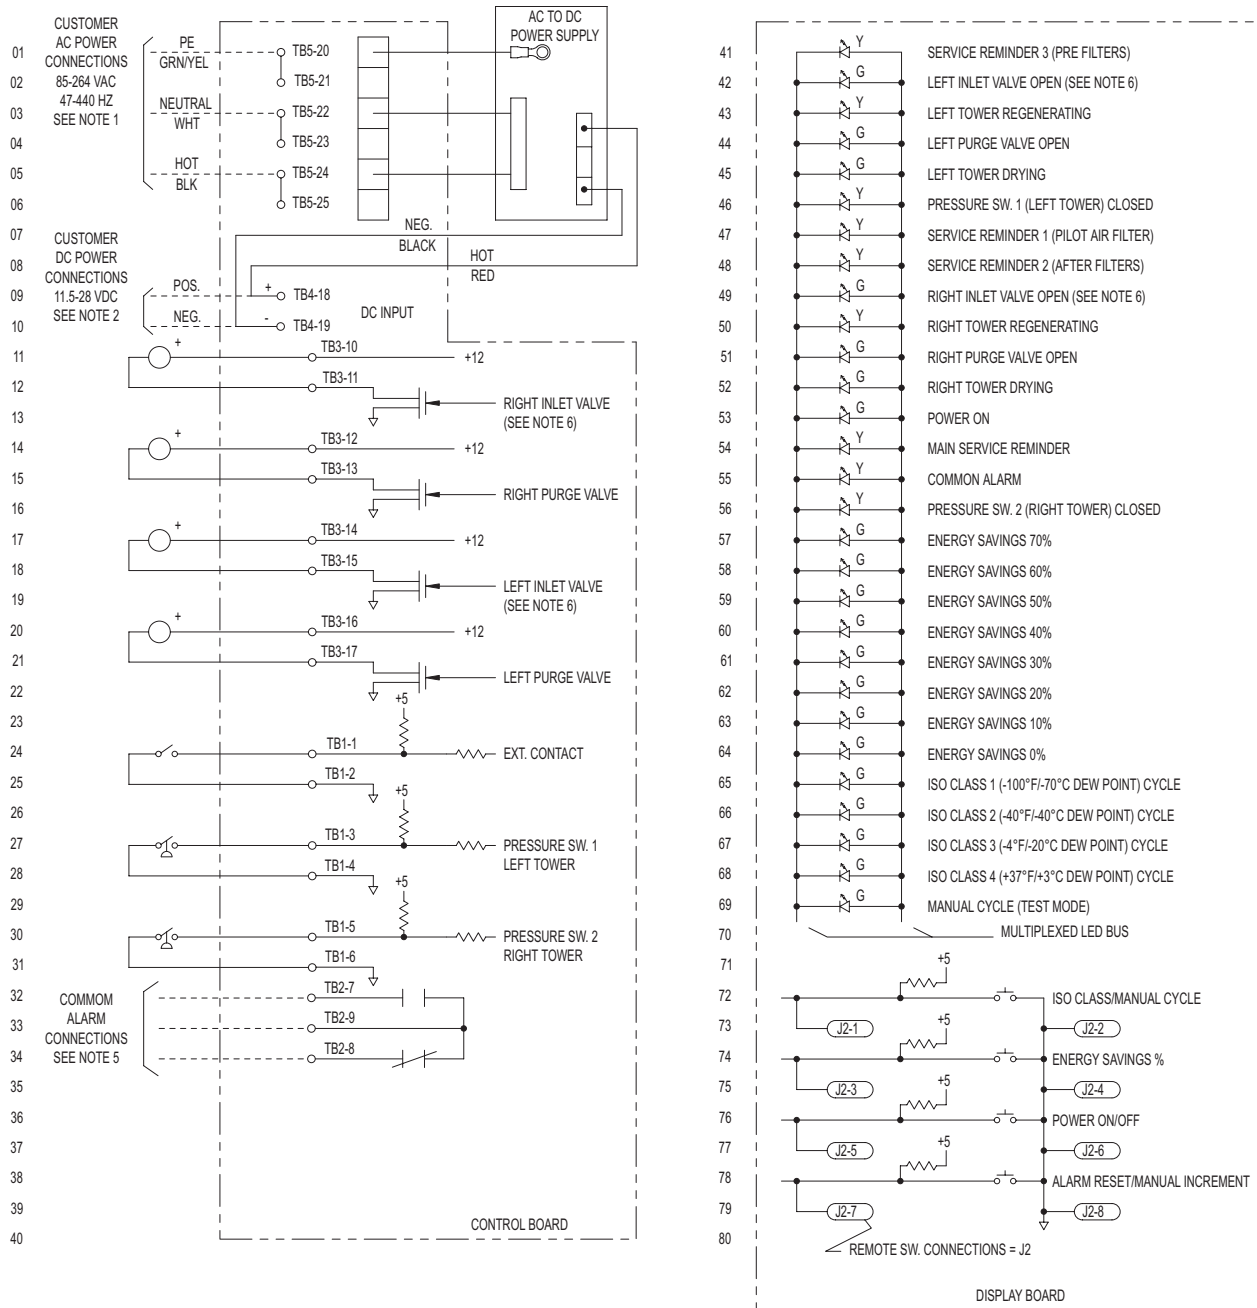 CUSTOMER
AC POWER
CONNECTIONS
85-264 VAC
47-440 HZ
SEE NOTE 1
PE
GRN/YEL
NEUTRAL
WHT
HOT
BLK
TB5-20
TB5-21
TB5-22
TB5-23
TB5-24
TB5-25
AC TO DC
POWER SUPPLY
NEG.
BLACK
HOT
RED
CUSTOMER
DC POWER
CONNECTIONS
11.5-28 VDC
SEE NOTE 2
POS.
NEG.
+
-
TB4-18
TB4-19
DC INPUT
01
02
03
04
05
06
07
08
09
10
11
12
13
14
15
16
17
18
19
20
21
22
23
24
25
26
27
28
29
30
31
32
33
34
35
36
37
38
39
40
+
TB3-10
+12
TB3-11
RIGHT INLET VALVE
(SEE NOTE 6)
+
TB3-12
+12
TB3-13
RIGHT PURGE VALVE
+
TB3-14
+12
TB3-15
LEFT INLET VALVE
(SEE NOTE 6)
+
TB3-16
+12
TB3-17
LEFT PURGE VALVE
+5
TB1-1
EXT. CONTACT
TB1-2
+5
TB1-3
PRESSURE SW. 1
LEFT TOWER
TB1-4
+5
TB1-5
PRESSURE SW. 2
RIGHT TOWER
TB1-6
COMMOM
ALARM
CONNECTIONS
SEE NOTE 5
TB2-7
TB2-9
TB2-8
CONTROL BOARD
41 Y SERVICE REMINDER 3 (PRE FILTERS)
42 G LEFT INLET VALVE OPEN (SEE NOTE 6)
43 Y LEFT TOWER REGENERATING
44 G LEFT PURGE VALVE OPEN
45 G LEFT TOWER DRYING
46 Y PRESSURE SW. 1 (LEFT TOWER) CLOSED
47 Y SERVICE REMINDER 1 (PILOT AIR FILTER)
48 Y SERVICE REMINDER 2 (AFTER FILTERS)
49 G RIGHT INLET VALVE OPEN (SEE NOTE 6)
50 Y RIGHT TOWER REGENERATING
51 G RIGHT PURGE VALVE OPEN
52 G RIGHT TOWER DRYING
53 G POWER ON
54 Y MAIN SERVICE REMINDER
55 Y COMMON ALARM
56 Y PRESSURE SW. 2 (RIGHT TOWER) CLOSED
57 G ENERGY SAVINGS 70%
58 G ENERGY SAVINGS 60%
59 G ENERGY SAVINGS 50%
60 G ENERGY SAVINGS 40%
61 G ENERGY SAVINGS 30%
62 G ENERGY SAVINGS 20%
63 G ENERGY SAVINGS 10%
64 G ENERGY SAVINGS 0%
65 G ISO CLASS 1 (-100°F/-70°C DEW POINT) CYCLE
66 G ISO CLASS 2 (-40°F/-40°C DEW POINT) CYCLE
67 G ISO CLASS 3 (-4°F/-20°C DEW POINT) CYCLE
68 G ISO CLASS 4 (+37°F/+3°C DEW POINT) CYCLE
69 G MANUAL CYCLE (TEST MODE)
70 MULTIPLEXED LED BUS
71 +5
72 ISO CLASS/MANUAL CYCLE
73 J2-1 +5 J2-2
74 ENERGY SAVINGS %
75 J2-3 +5 J2-4
76 POWER ON/OFF
77 J2-5 +5 J2-6
78 ALARM RESET/MANUAL INCREMENT
79 J2-7 J2-8
80 REMOTE SW. CONNECTIONS = J2
DISPLAY BOARD